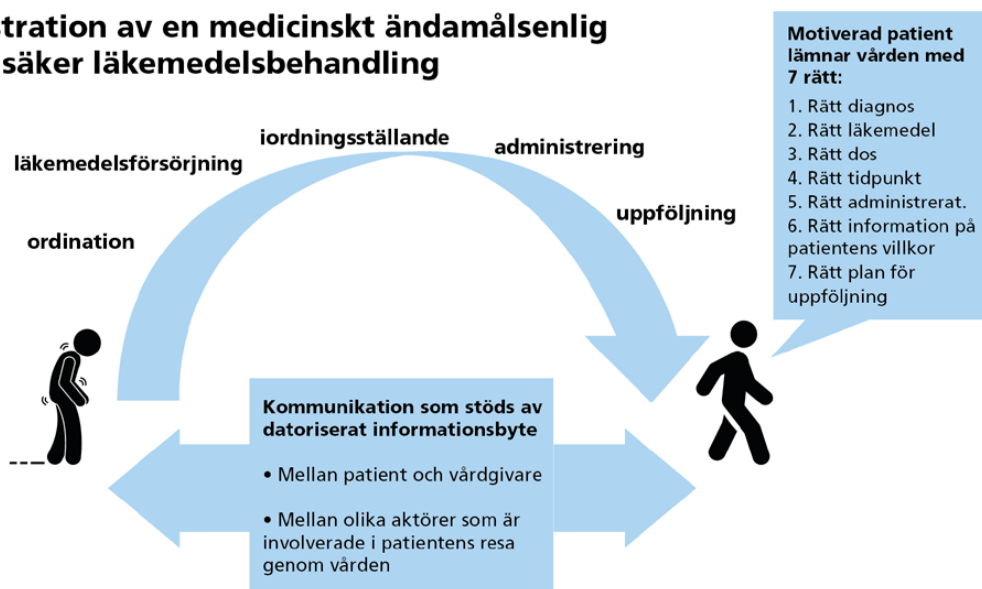 stration av en medicinskt ändamålsenlig
säker läkemedelsbehandling
ordination
läkemedelsförsörjning
iordningsställande
administrering
uppföljning
Motiverad patient
lämnar vården med
7 rätt:
1. Rätt diagnos
2. Rätt läkemedel
3. Rätt dos
4. Rätt tidpunkt
5. Rätt administrerat.
6. Rätt information på
patientens villkor
7. Rätt plan för
uppföljning
Kommunikation som stöds av
datoriserat informationsbyte
• Mellan patient och vårdgivare
• Mellan olika aktörer som är
involverade i patientens resa
genom vården